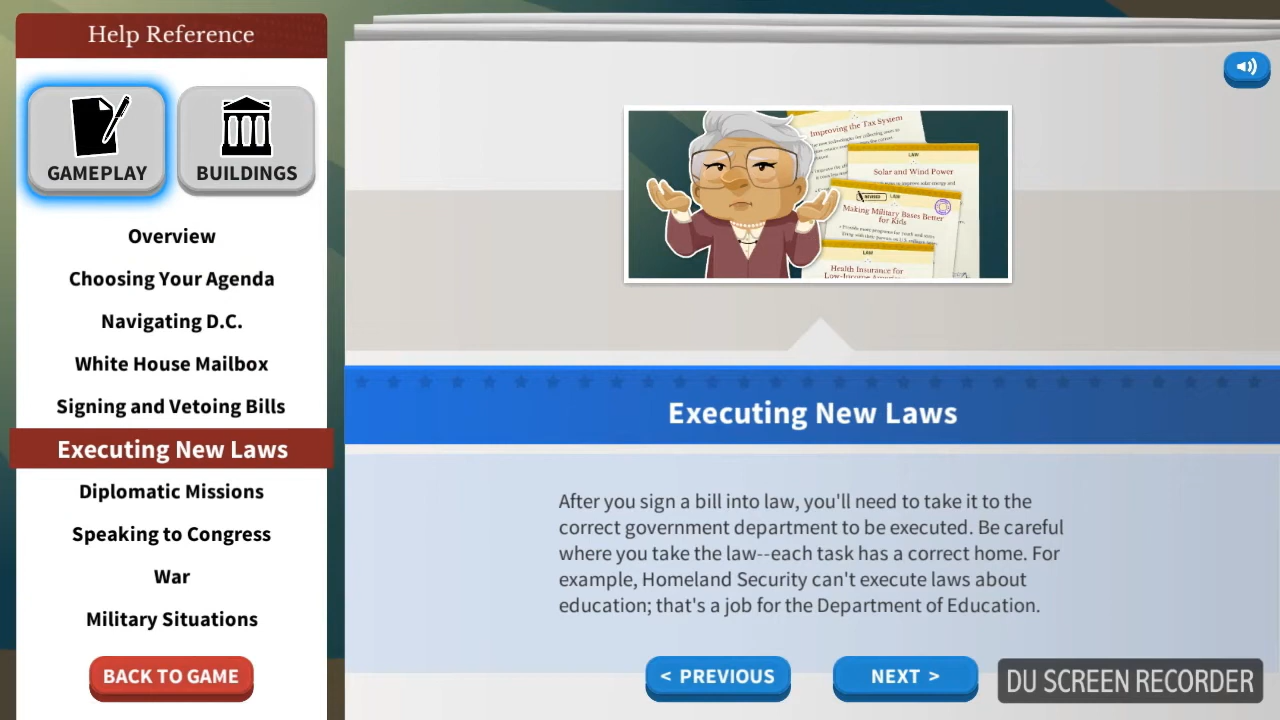 Help Reference
GAMEPLAY
BUILDINGS
Overview
Choosing Your Agenda
Navigating D.C.
White House Mailbox
Signing and Vetoing Bills
Executing New Laws
Diplomatic Missions
Speaking to Congress
War
Military Situations
BACK TO GAME
Improving the Tax System
LAW
Solar and Wind Power
REVISED LAW
Making Military Bases Better
for Kids
LAW
Health Insurance for
Executing New Laws
After you sign a bill into law, you'll need to take it to the
correct government department to be executed. Be careful
where you take the law--each task has a correct home. For
example, Homeland Security can't execute laws about
education; that's a job for the Department of Education.
< PREVIOUS
NEXT >
DU SCREEN RECORDER